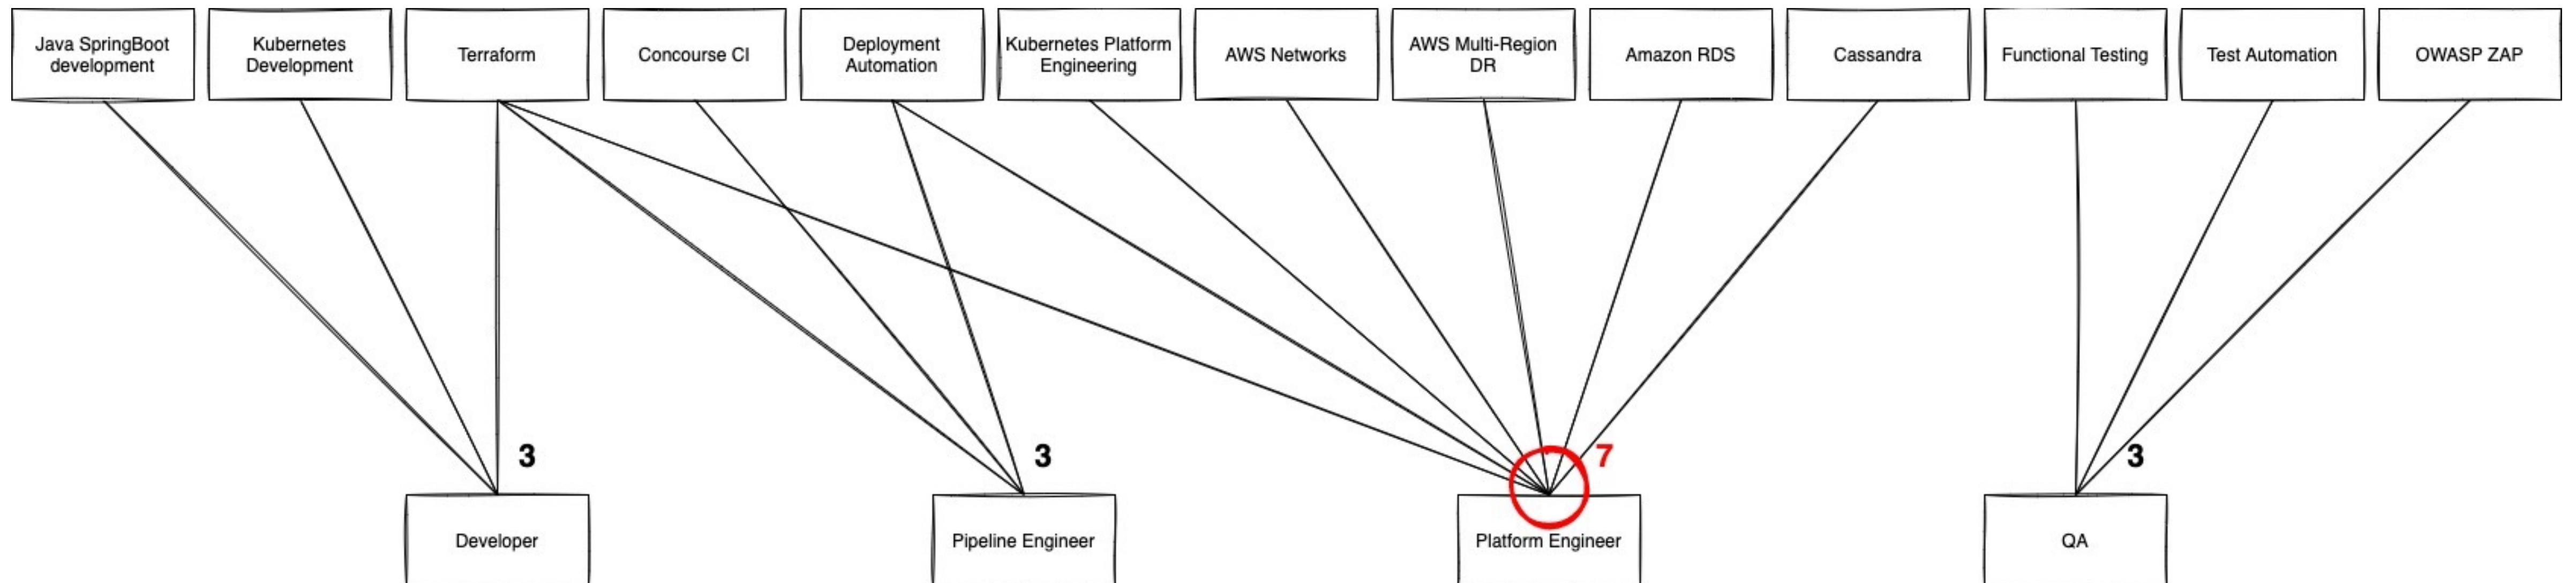 Java SpringBoot
development
Kubernetes
Development
Terraform
Concourse CI
Deployment
Automation
Kubernetes Platform
Engineering
AWS Networks
AWS Multi-Region
DR
Amazon RDS
Cassandra
Functional Testing
Test Automation
OWASP ZAP
3
3
7
3
Developer
Pipeline Engineer
Platform Engineer
QA